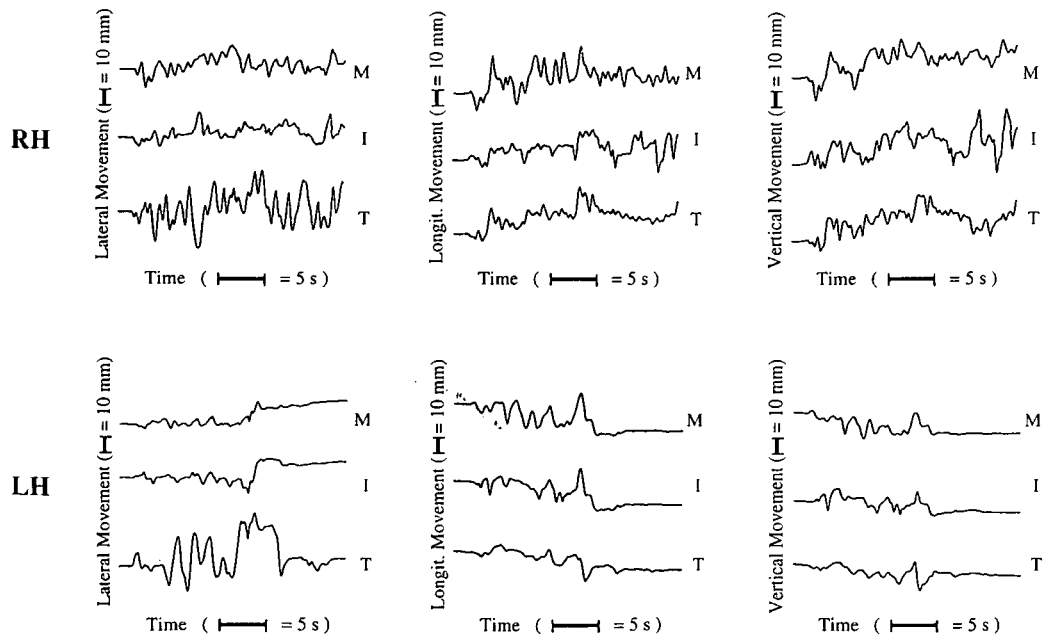 RH
Lateral Movement (I = 10 mm)
M
I
T
Time ( = 5 s )
Longit. Movement (I = 10 mm)
M
I
T
Time ( = 5 s )
Vertical Movement (I = 10 mm)
M
I
T
Time ( = 5 s )
LH
Lateral Movement (I = 10 mm)
M
I
T
Time ( = 5 s )
Longit. Movement (I = 10 mm)
M
I
T
Time ( = 5 s )
Vertical Movement (I = 10 mm)
M
I
T
Time ( = 5 s )